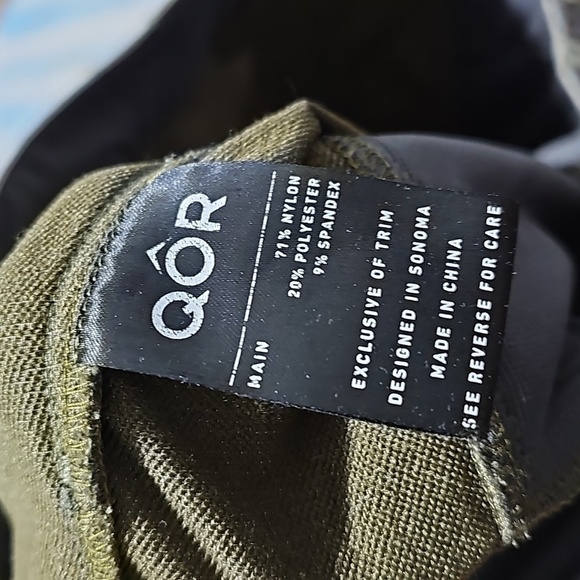 QÔR
MAIN
71% NYLON
20% POLYESTER
9% SPANDEX
EXCLUSIVE OF TRIM
DESIGNED IN SONOMA
MADE IN CHINA
SEE REVERSE FOR CARE